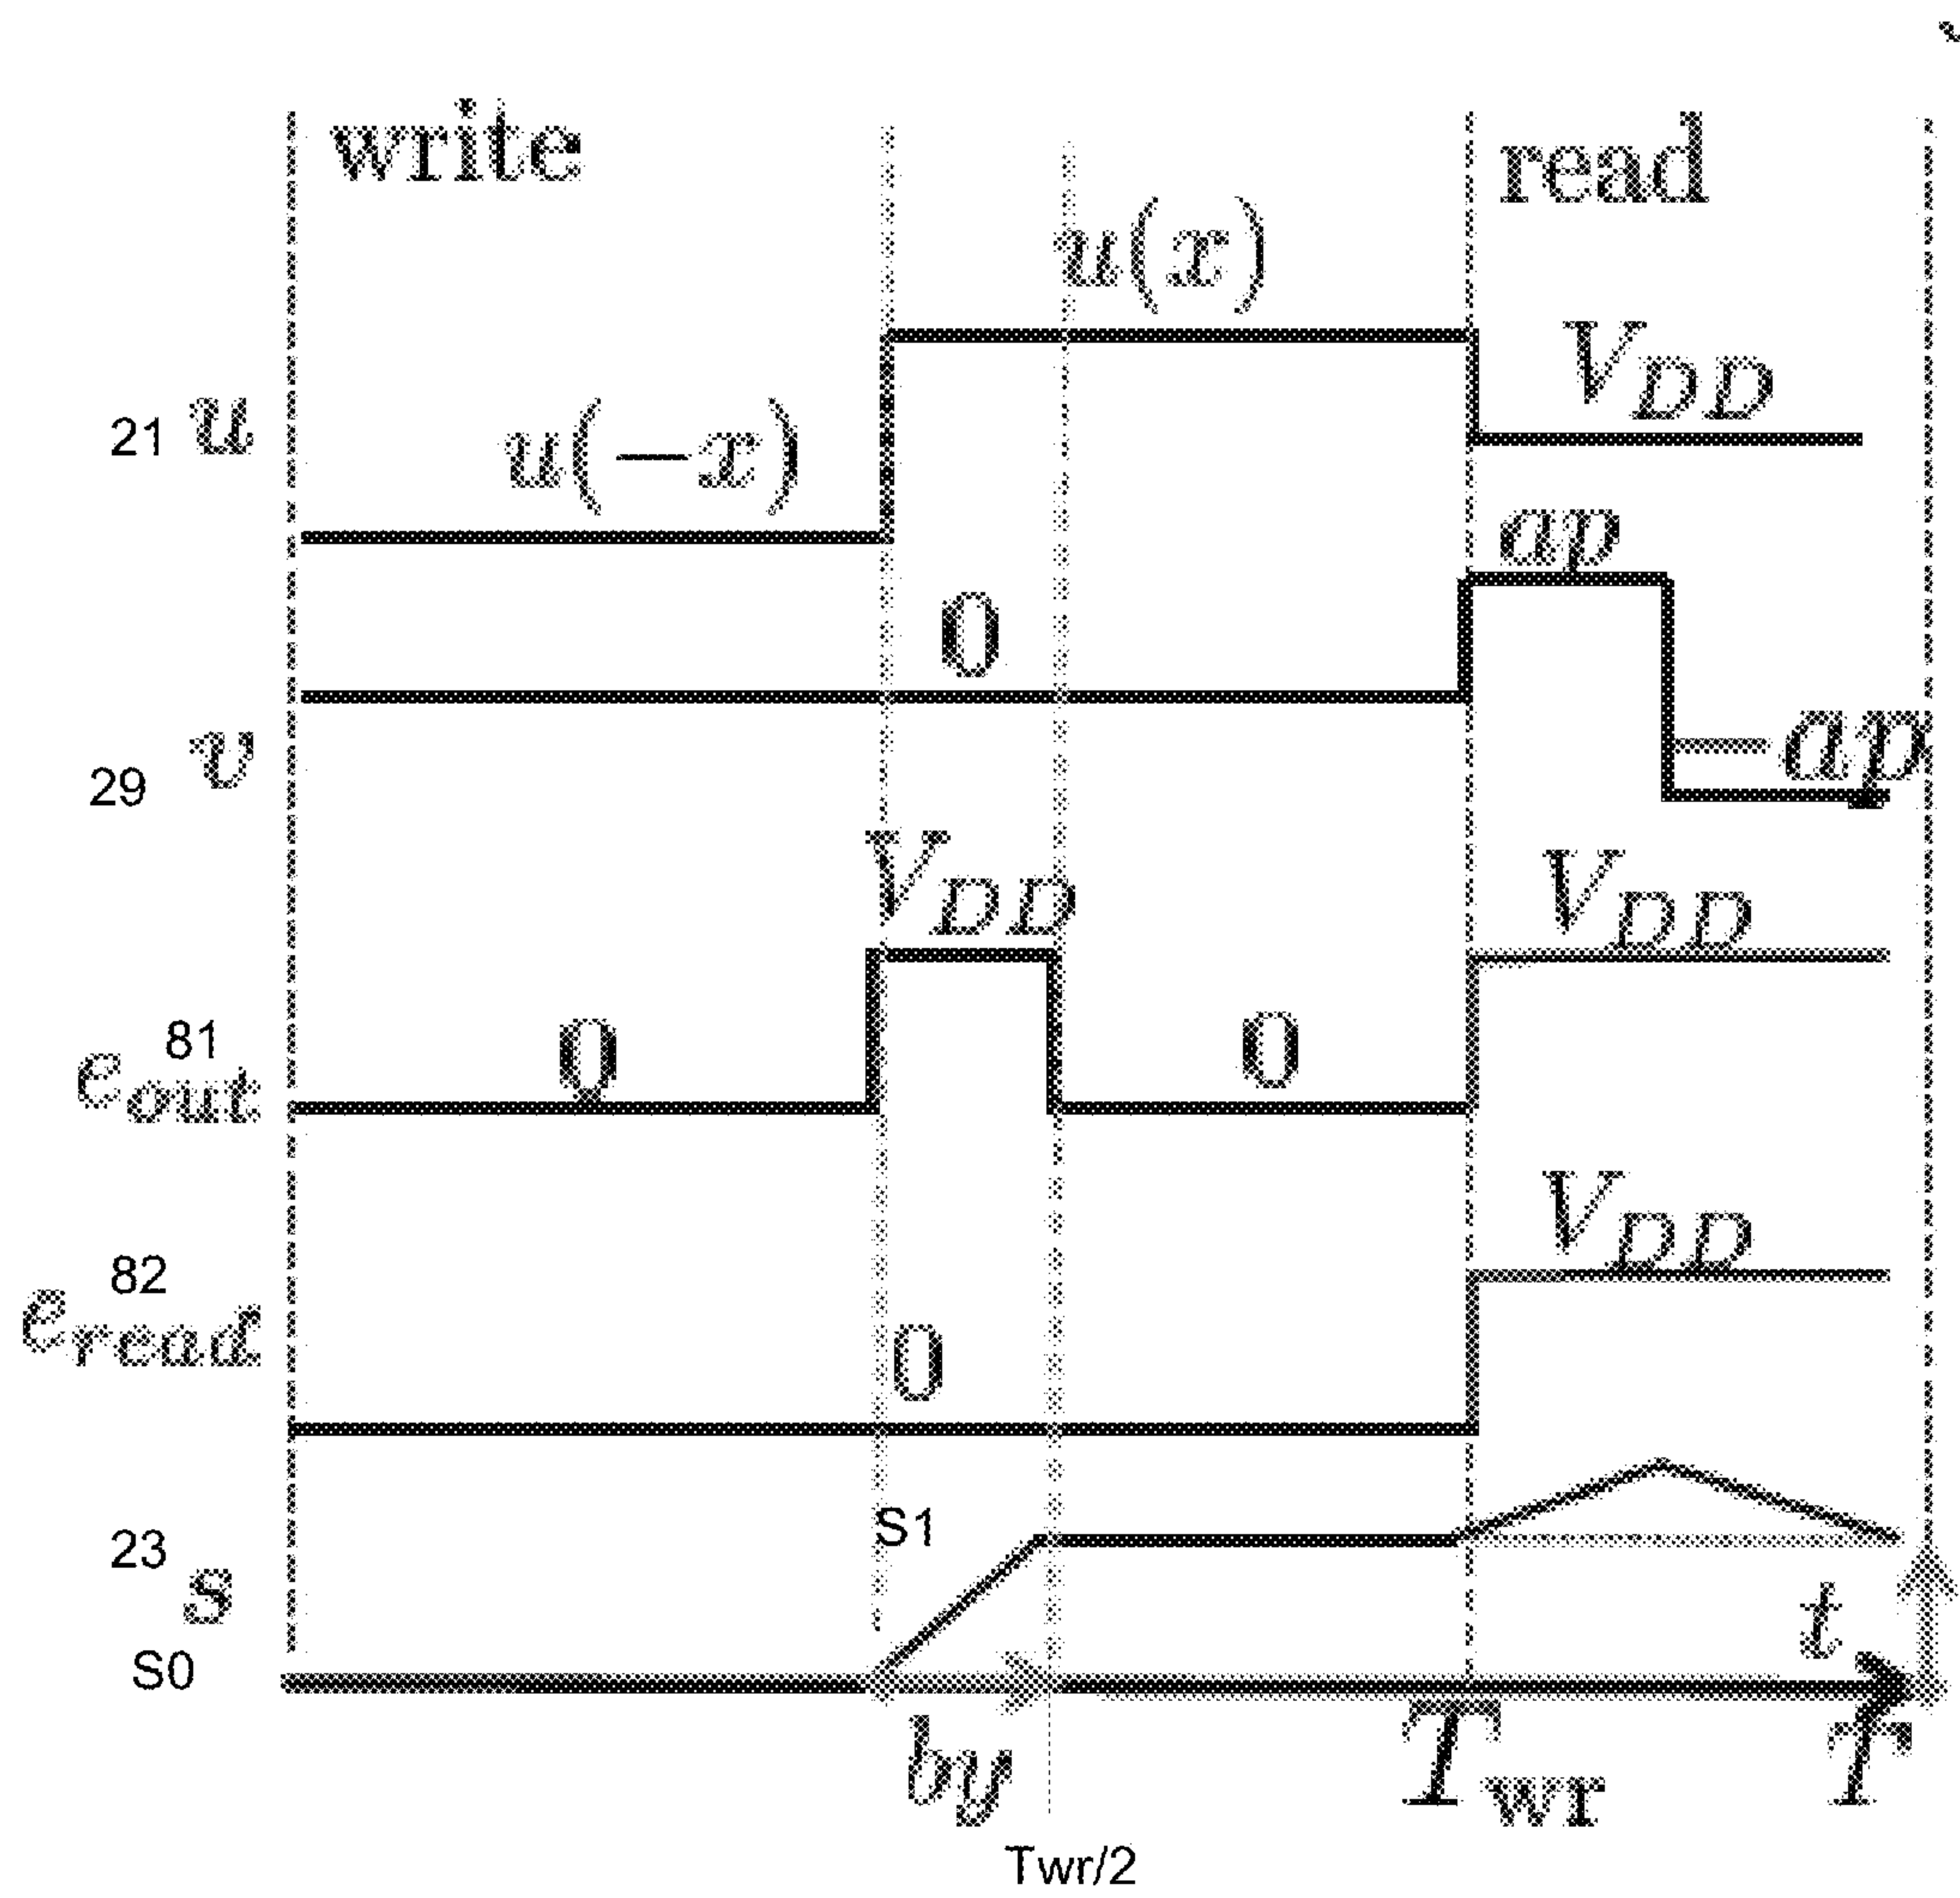 write read
u(x)
V_DD
21 u u(−x)
ap
0
29 v −ap
V_DD V_DD
81
e_out 0 0
V_DD
82
e_read 0
S1
23
s t
S0
by T_wr T
Twr/2